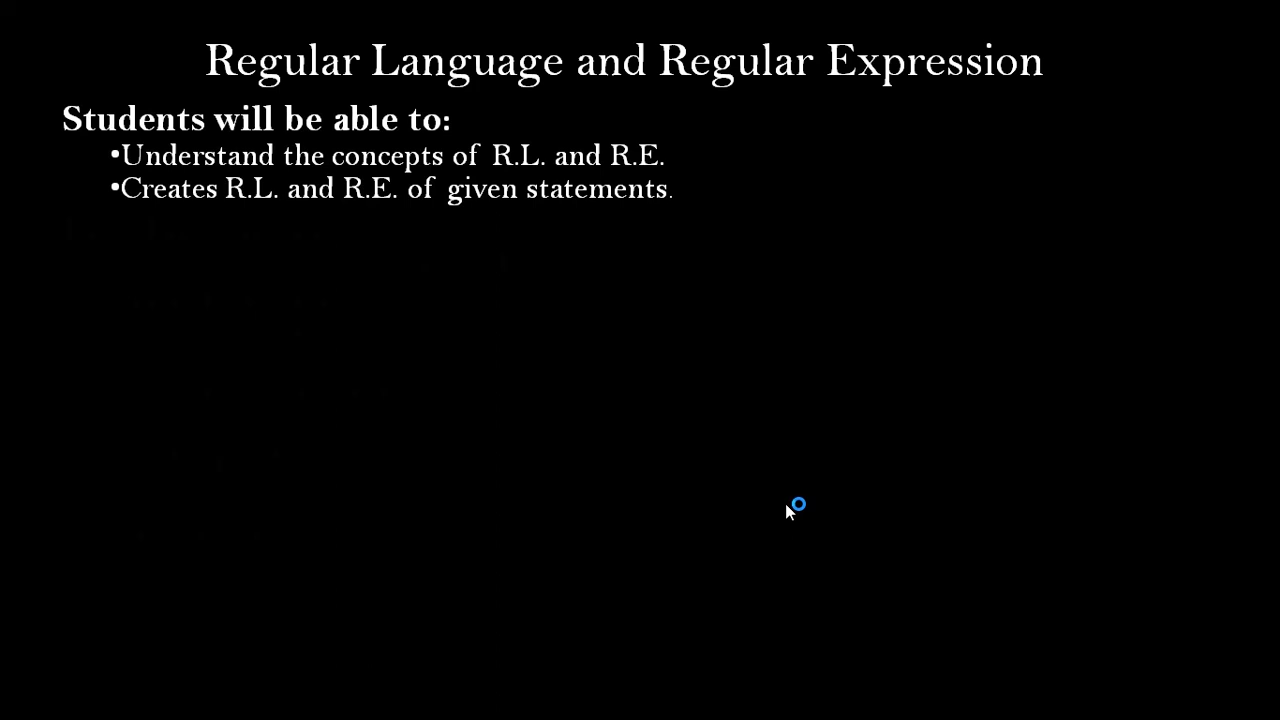 Regular Language and Regular Expression
Students will be able to:
•Understand the concepts of R.L. and R.E.
•Creates R.L. and R.E. of given statements.